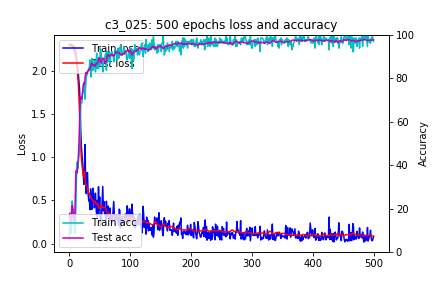 c3_025: 500 epochs loss and accuracy
Train loss
Test loss
Train acc
Test acc
Loss
Accuracy
2.0
1.5
1.0
0.5
0.0
100
80
60
40
20
0
0
100
200
300
400
500